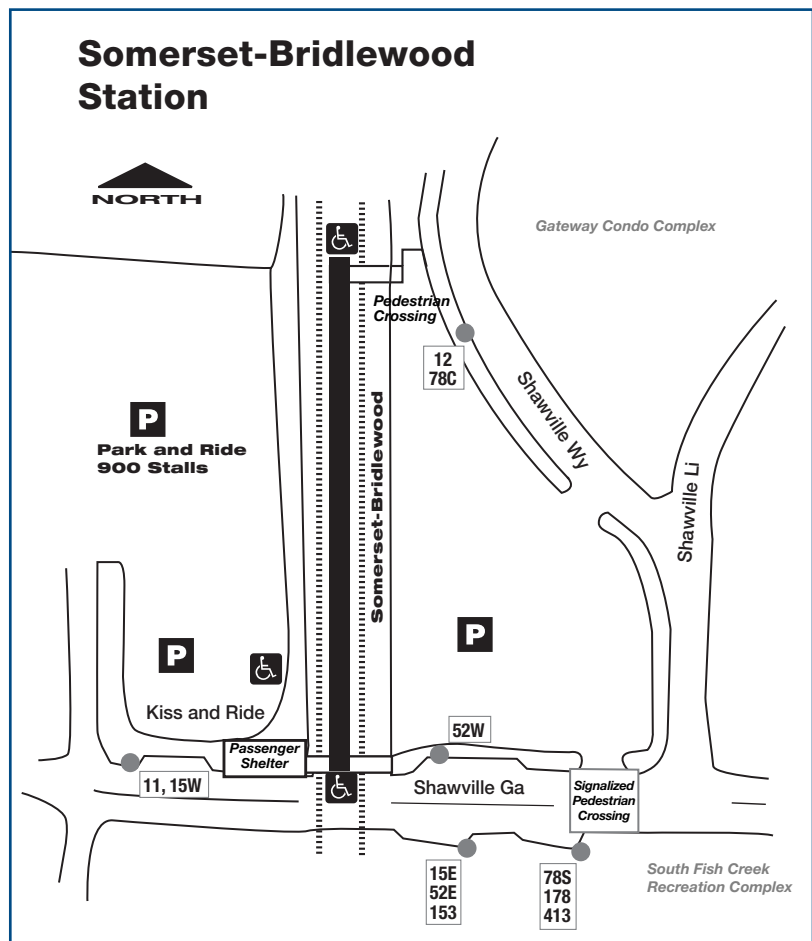 Somerset-Bridlewood
Station
NORTH
Gateway Condo Complex
Pedestrian
Crossing
12
78C
Shawville Wy
P
Park and Ride
900 Stalls
Somerset-Bridlewood
Shawville Li
P
P
Kiss and Ride
52W
Passenger
Shelter
11, 15W
Shawville Ga
Signalized
Pedestrian
Crossing
15E
52E
153
78S
178
413
South Fish Creek
Recreation Complex